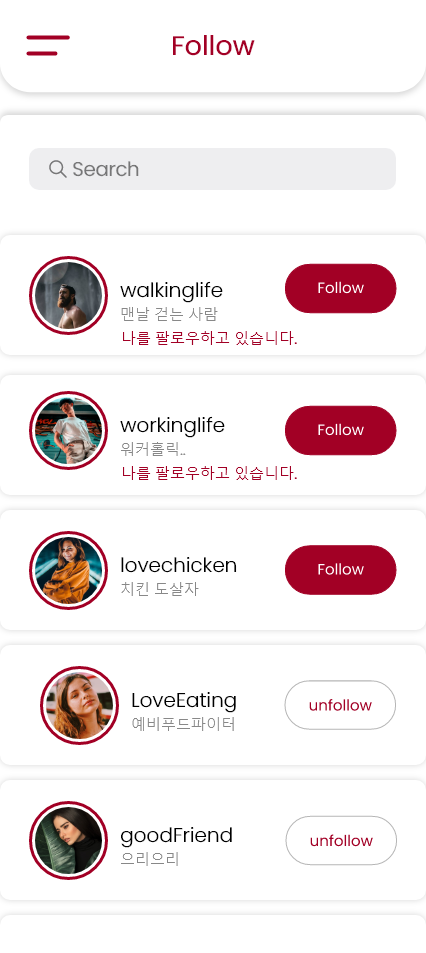 Follow
Search
walkinglife
Follow
맨날 걷는 사람
나를 팔로우하고 있습니다.
workinglife
Follow
워커홀릭..
나를 팔로우하고 있습니다.
lovechicken
Follow
치킨 도살자
LoveEating
unfollow
예비푸드파이터
goodFriend
unfollow
으리으리